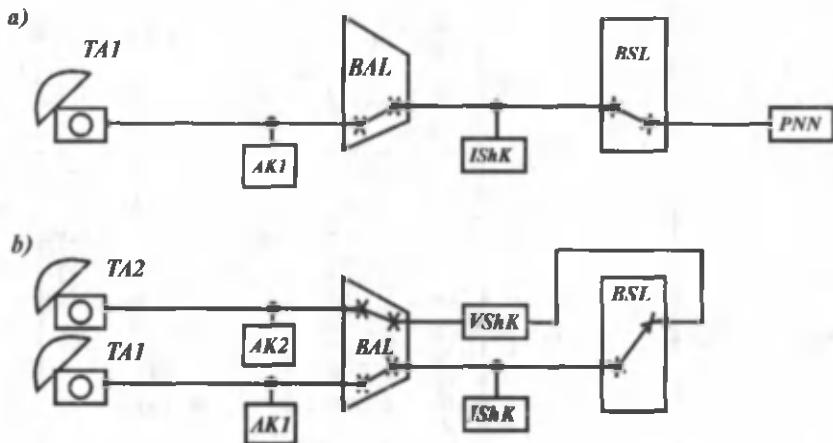 a)
TA1
BAL
BSL
AK1
IShK
PNN
b)
TA2
BSL
VShK
AK2
BAL
TA1
AK1
IShK